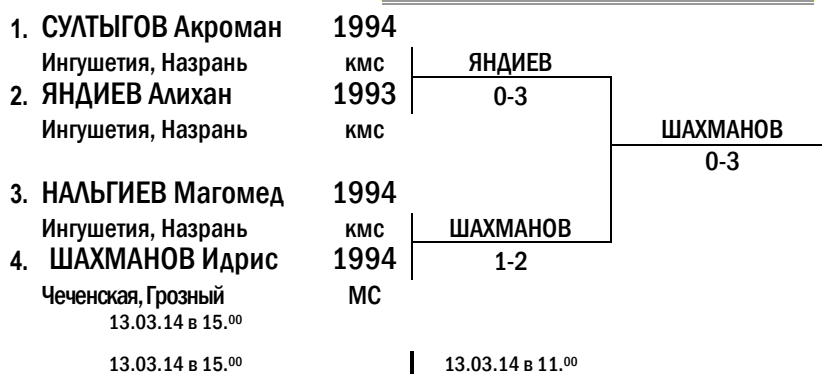 1. СУЛТЫГОВ Акроман 1994
Ингушетия, Назрань кмс ЯНДИЕВ
2. ЯНДИЕВ Алихан 1993 0-3
Ингушетия, Назрань кмс ШАХМАНОВ
0-3
3. НАЛЬГИЕВ Магомед 1994
Ингушетия, Назрань кмс ШАХМАНОВ
4. ШАХМАНОВ Идрис 1994 1-2
Чеченская, Грозный МС
13.03.14 в 15.⁰⁰
13.03.14 в 15.⁰⁰ 13.03.14 в 11.⁰⁰